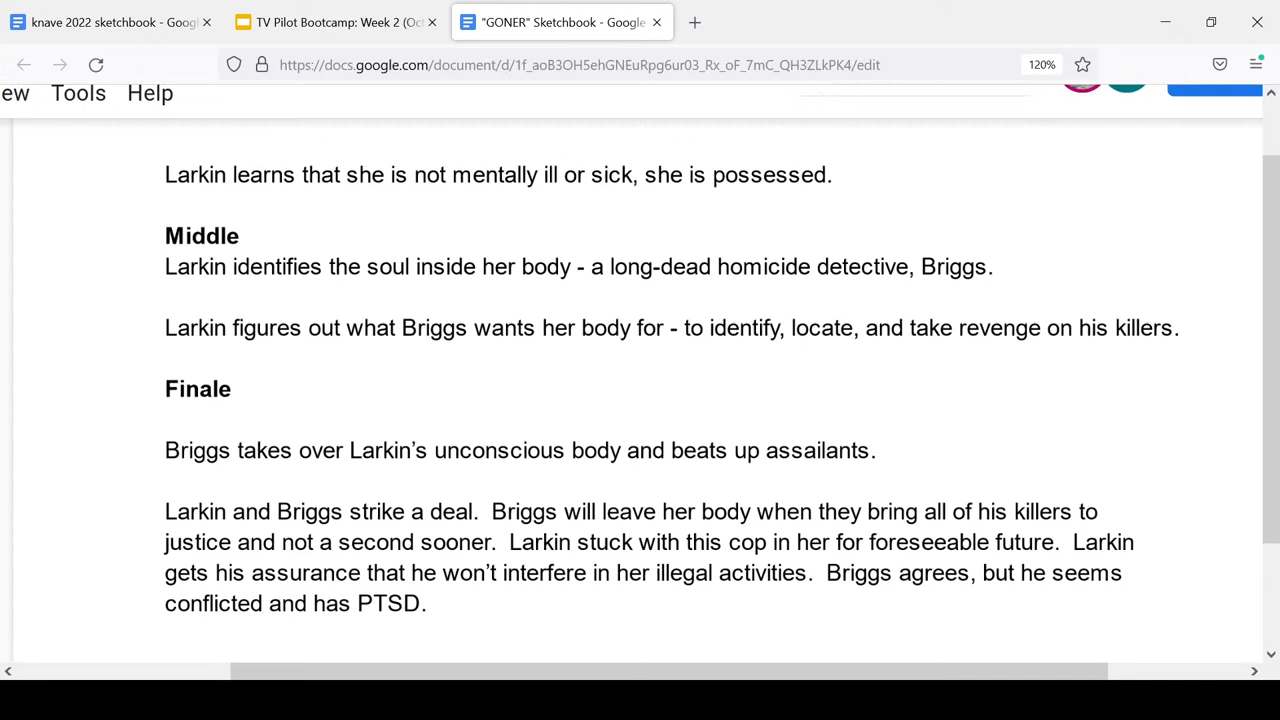 knave 2022 sketchbook - Goog
TV Pilot Bootcamp: Week 2 (Oct
"GONER" Sketchbook - Google
https://docs.google.com/document/d/1f_aoB3OH5ehGNEuRpg6ur03_Rx_oF_7mC_QH3ZLkPK4/edit
120%
ew Tools Help
Larkin learns that she is not mentally ill or sick, she is possessed.
Middle
Larkin identifies the soul inside her body - a long-dead homicide detective, Briggs.
Larkin figures out what Briggs wants her body for - to identify, locate, and take revenge on his killers.
Finale
Briggs takes over Larkin’s unconscious body and beats up assailants.
Larkin and Briggs strike a deal.  Briggs will leave her body when they bring all of his killers to
justice and not a second sooner.  Larkin stuck with this cop in her for foreseeable future.  Larkin
gets his assurance that he won’t interfere in her illegal activities.  Briggs agrees, but he seems
conflicted and has PTSD.